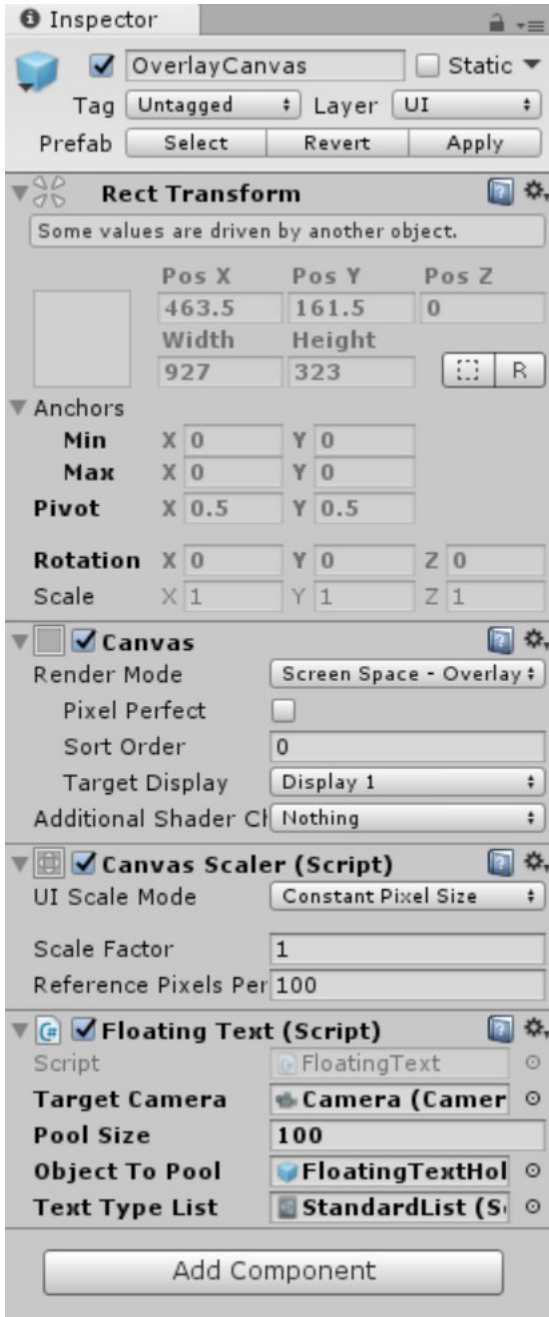 Inspector
OverlayCanvas Static
Tag Untagged Layer UI
Prefab Select Revert Apply
Rect Transform
Some values are driven by another object.
Pos X Pos Y Pos Z
463.5 161.5 0
Width Height
927 323 R
Anchors
Min X 0 Y 0
Max X 0 Y 0
Pivot X 0.5 Y 0.5
Rotation X 0 Y 0 Z 0
Scale X 1 Y 1 Z 1
Canvas
Render Mode Screen Space - Overlay
Pixel Perfect
Sort Order 0
Target Display Display 1
Additional Shader Ch Nothing
Canvas Scaler (Script)
UI Scale Mode Constant Pixel Size
Scale Factor 1
Reference Pixels Per 100
C# Floating Text (Script)
Script FloatingText
Target Camera Camera (Camer
Pool Size 100
Object To Pool FloatingTextHol
Text Type List StandardList (S
Add Component